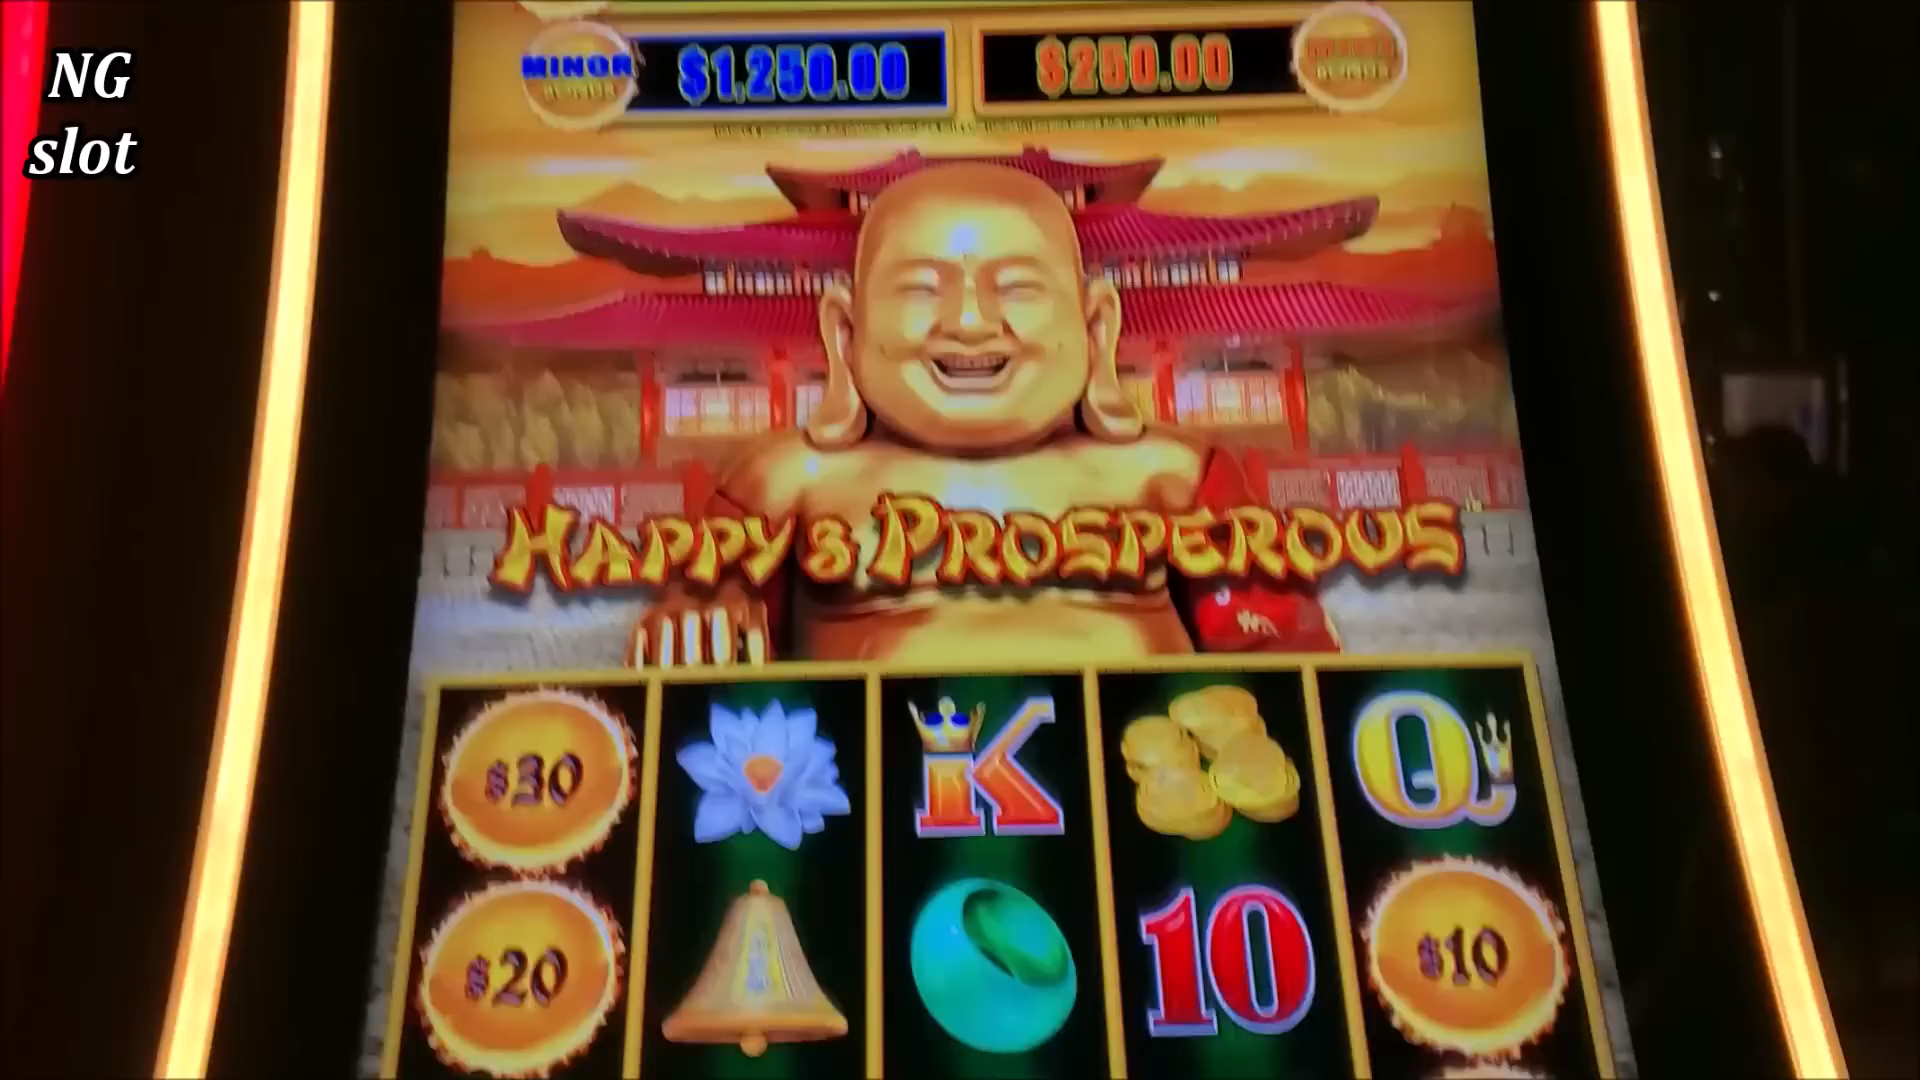 NG
slot
MINOR
$1,250.00
$250.00
HAPPY & PROSPEROUS
$30
K
Q
$20
10
$10